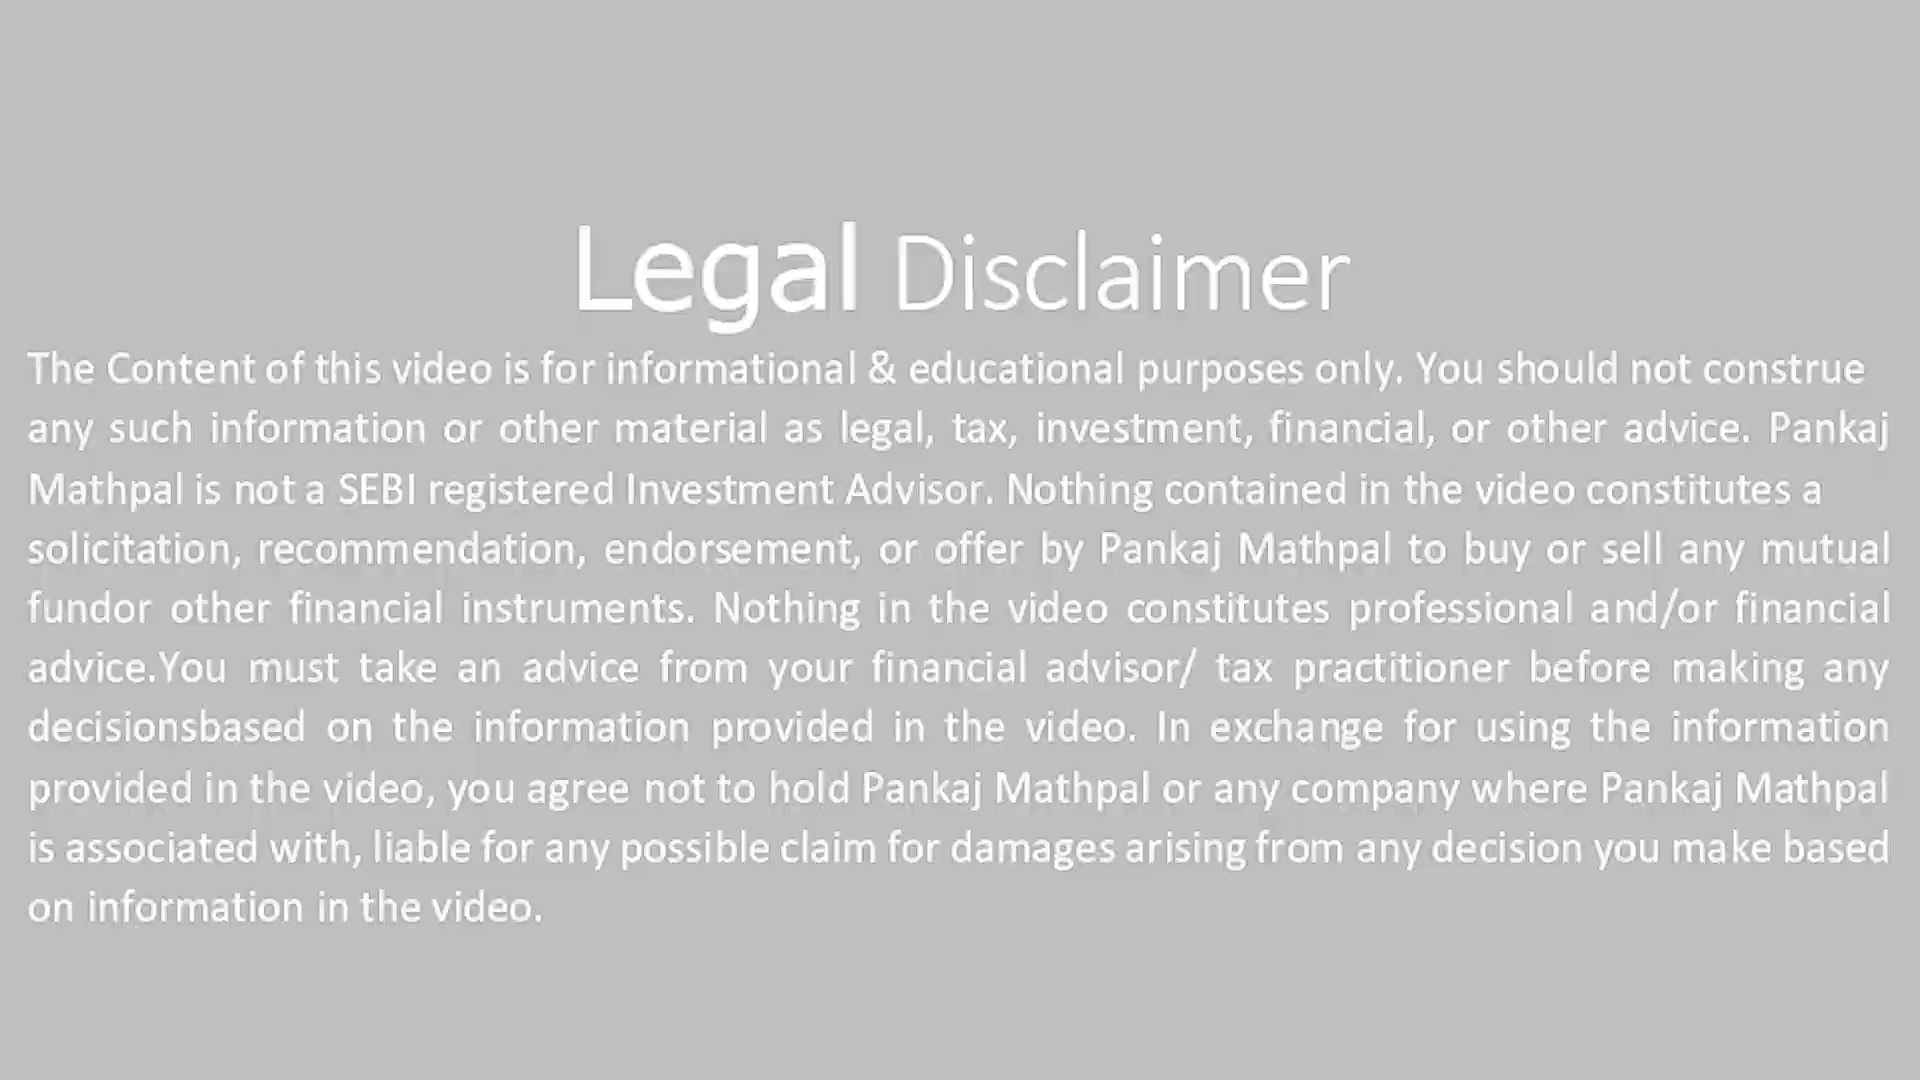 Legal Disclaimer
The Content of this video is for informational & educational purposes only. You should not construe
any such information or other material as legal, tax, investment, financial, or other advice. Pankaj
Mathpal is not a SEBI registered Investment Advisor. Nothing contained in the video constitutes a
solicitation, recommendation, endorsement, or offer by Pankaj Mathpal to buy or sell any mutual
fundor other financial instruments. Nothing in the video constitutes professional and/or financial
advice.You must take an advice from your financial advisor/ tax practitioner before making any
decisionsbased on the information provided in the video. In exchange for using the information
provided in the video, you agree not to hold Pankaj Mathpal or any company where Pankaj Mathpal
is associated with, liable for any possible claim for damages arising from any decision you make based
on information in the video.